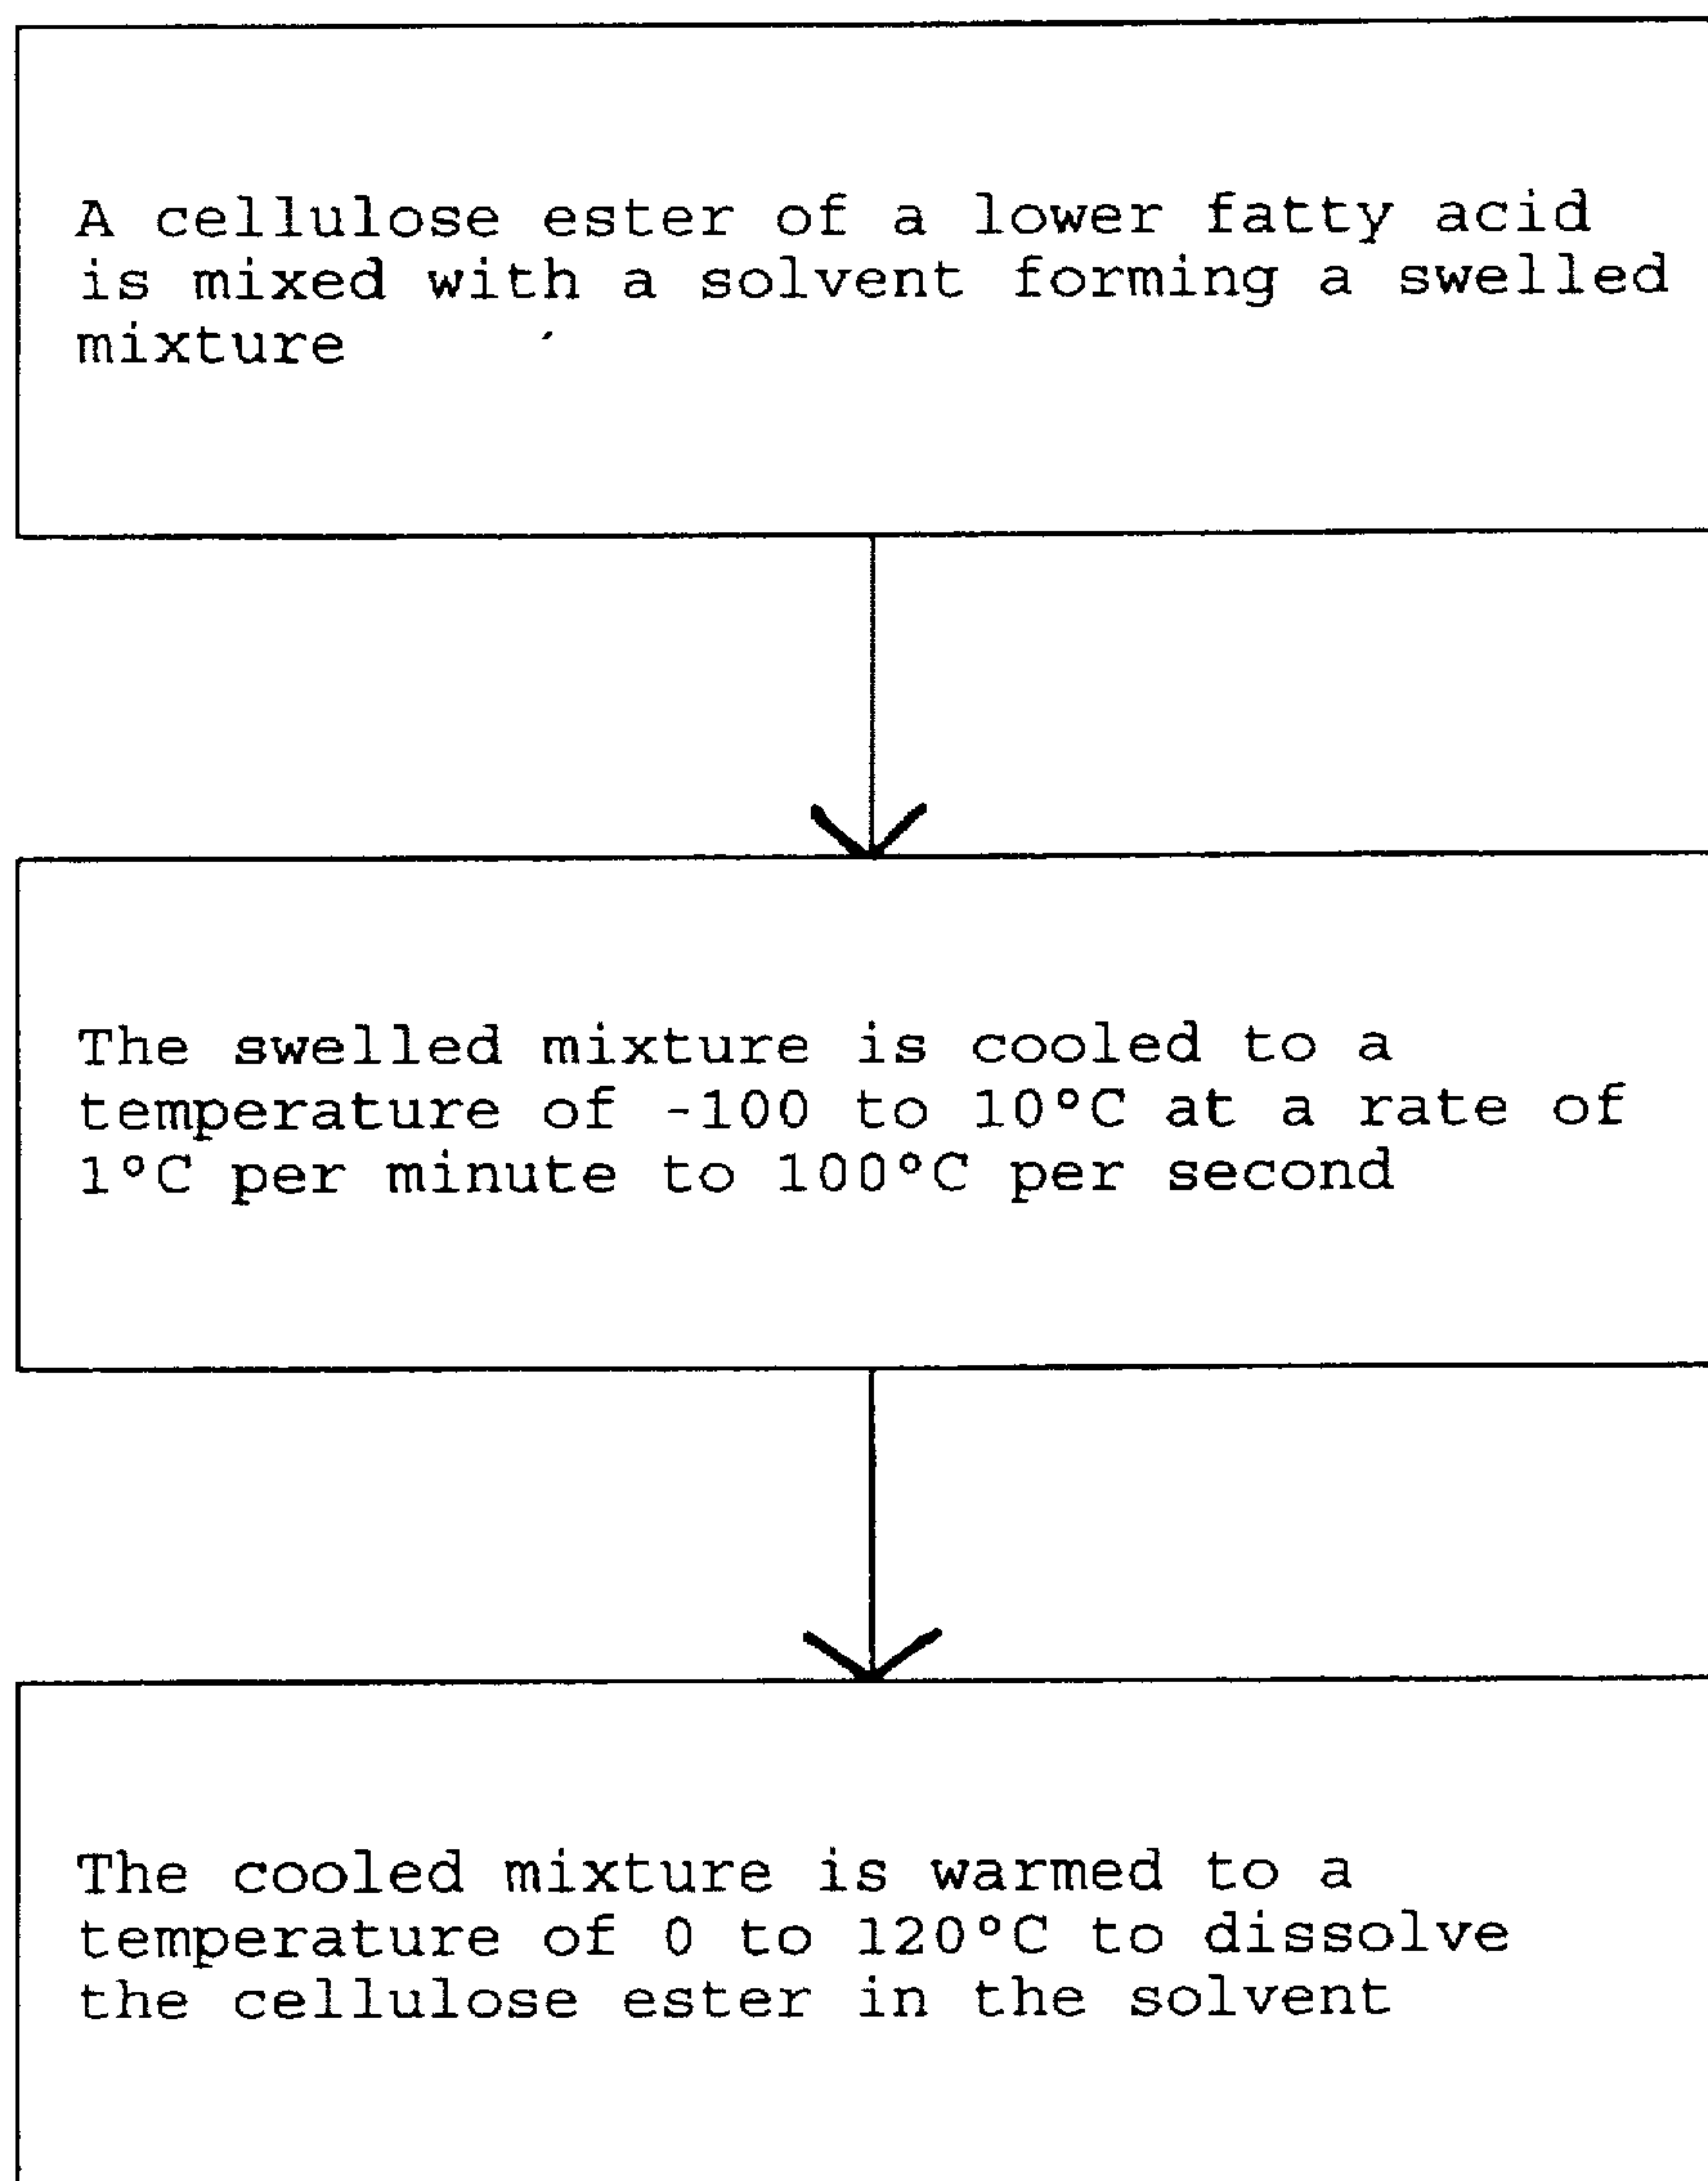 A cellulose ester of a lower fatty acid
is mixed with a solvent forming a swelled
mixture
The swelled mixture is cooled to a
temperature of -100 to 10°C at a rate of
1°C per minute to 100°C per second
The cooled mixture is warmed to a
temperature of 0 to 120°C to dissolve
the cellulose ester in the solvent